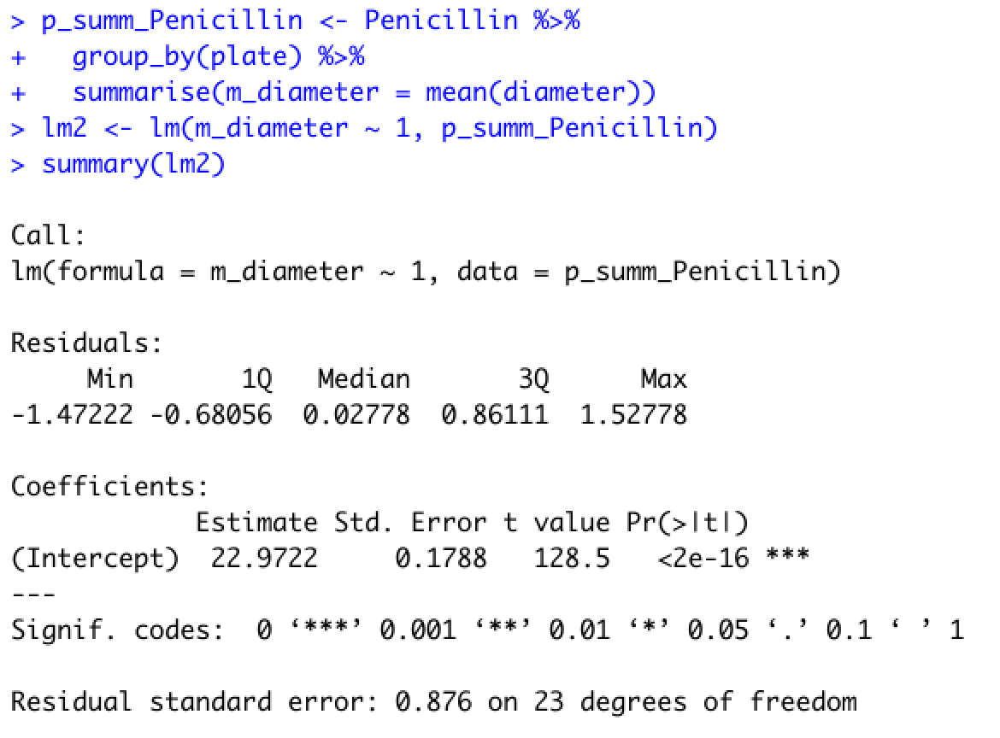 > p_summ_Penicillin <- Penicillin %>%
+   group_by(plate) %>%
+   summarise(m_diameter = mean(diameter))
> lm2 <- lm(m_diameter ~ 1, p_summ_Penicillin)
> summary(lm2)

Call:
lm(formula = m_diameter ~ 1, data = p_summ_Penicillin)

Residuals:
     Min       1Q   Median       3Q      Max
-1.47222 -0.68056  0.02778  0.86111  1.52778

Coefficients:
            Estimate Std. Error t value Pr(>|t|)
(Intercept)  22.9722     0.1788   128.5   <2e-16 ***
---
Signif. codes:  0 ‘***’ 0.001 ‘**’ 0.01 ‘*’ 0.05 ‘.’ 0.1 ‘ ’ 1

Residual standard error: 0.876 on 23 degrees of freedom